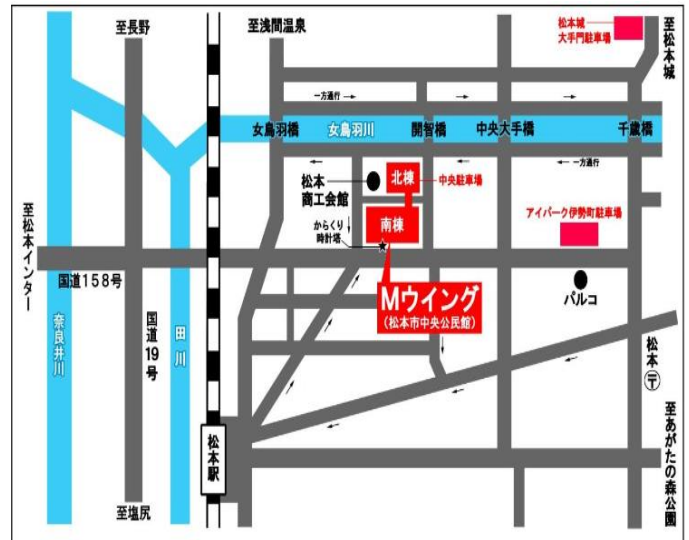 至長野
至浅間温泉
松本城
大手門駐車場
至松本城
一方通行
女鳥羽橋
女鳥羽川
開智橋
中央大手橋
千歳橋
一方通行
松本
商工会館
北棟
中央駐車場
からくり
時計塔
南棟
アイパーク伊勢町駐車場
至松本インター
国道158号
Mウイング
(松本市中央公民館)
パルコ
奈良井川
国道19号
田川
松本〒
松本駅
至あがたの森公園
至塩尻